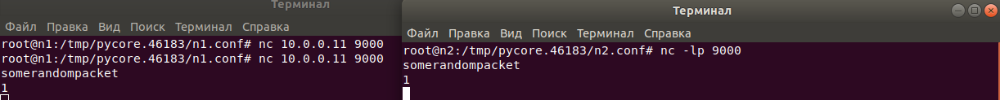 Терминал
Файл Правка Вид Поиск Терминал Справка
root@n1:/tmp/pycore.46183/n1.conf# nc 10.0.0.11 9000
root@n1:/tmp/pycore.46183/n1.conf# nc 10.0.0.11 9000
somerandompacket
1
Терминал
Файл Правка Вид Поиск Терминал Справка
root@n2:/tmp/pycore.46183/n2.conf# nc -lp 9000
somerandompacket
1